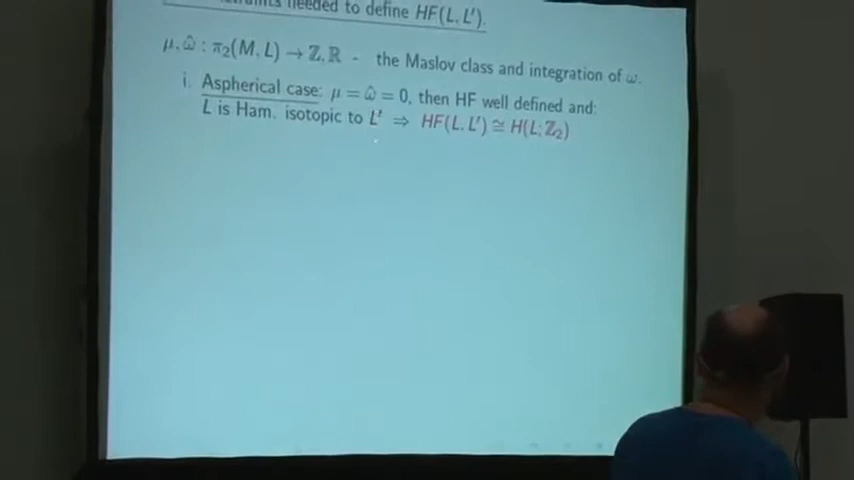 needed to define HF(L, L').
μ, ω̂ : π₂(M, L) → ℤ, ℝ - the Maslov class and integration of ω.
i. Aspherical case: μ = ω̂ = 0, then HF well defined and:
L is Ham. isotopic to L' ⇒ HF(L, L') ≅ H(L; ℤ₂)